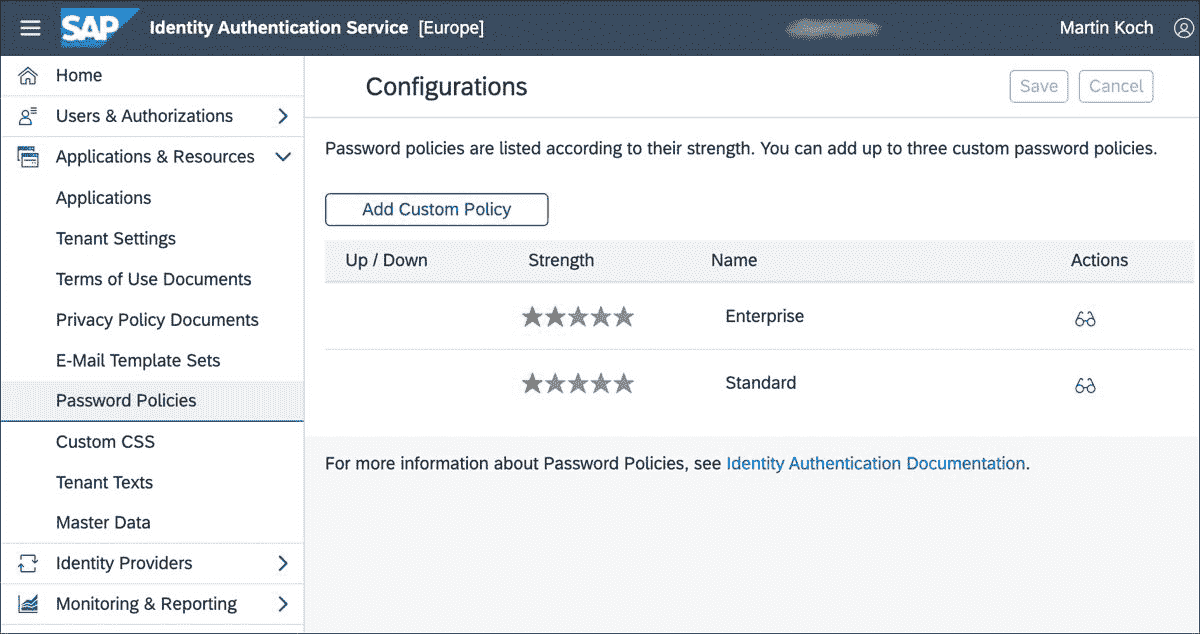 SAP Identity Authentication Service [Europe] Martin Koch
Home
Users & Authorizations
Applications & Resources
Applications
Tenant Settings
Terms of Use Documents
Privacy Policy Documents
E-Mail Template Sets
Password Policies
Custom CSS
Tenant Texts
Master Data
Identity Providers
Monitoring & Reporting
Configurations Save Cancel
Password policies are listed according to their strength. You can add up to three custom password policies.
Add Custom Policy
Up / Down Strength Name Actions
Enterprise
Standard
For more information about Password Policies, see Identity Authentication Documentation.